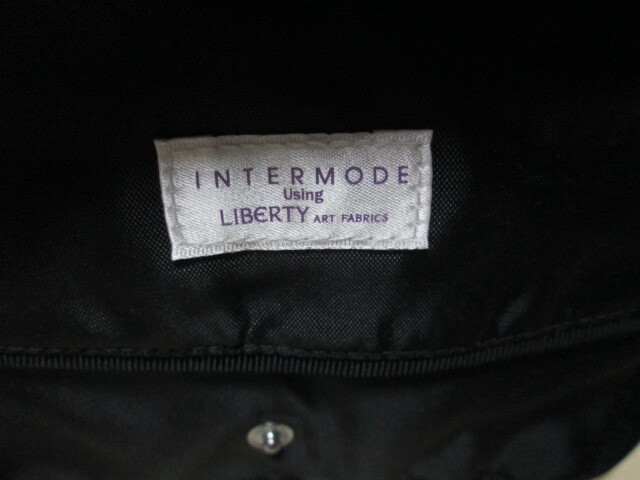 INTERMODE
Using
LIBERTY ART FABRICS